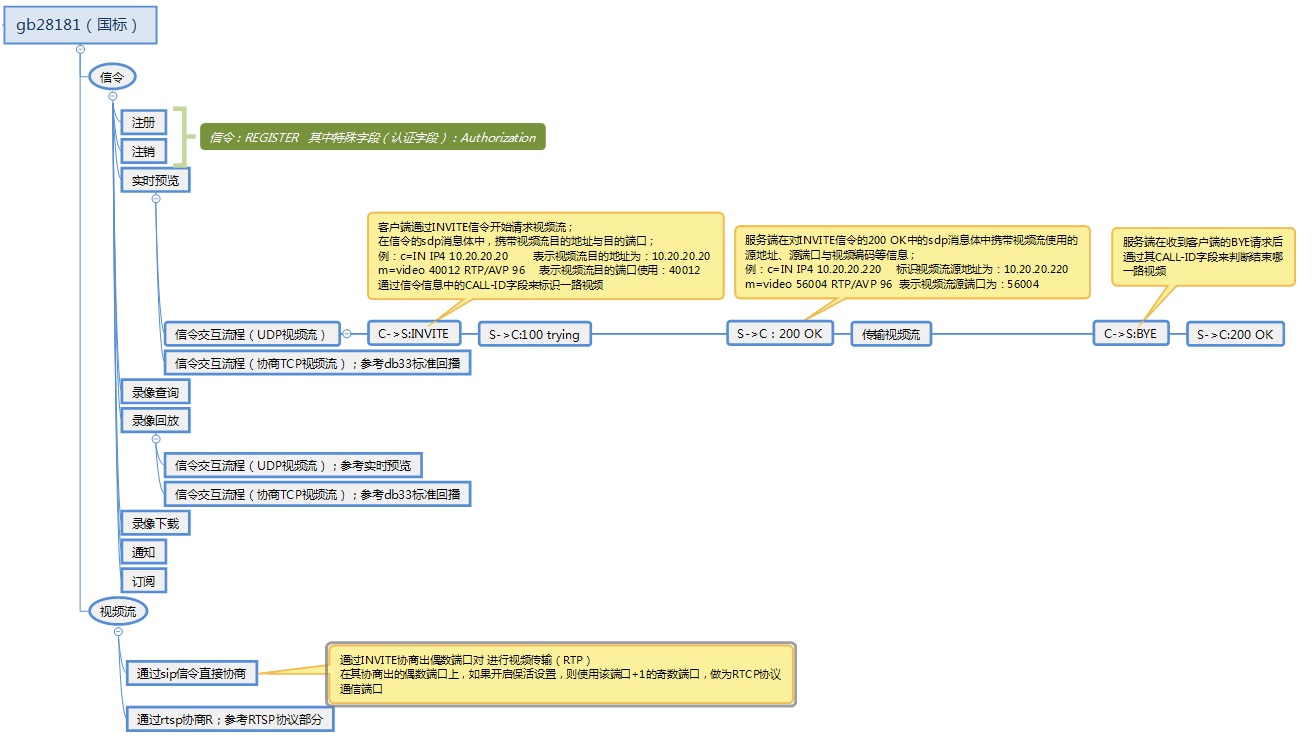 gb28181（国标）
信令
注册
信令：REGISTER 其中特殊字段（认证字段）：Authorization
注销
实时预览
客户端通过INVITE信令开始请求视频流；
在信令的sdp消息体中，携带视频流目的地址与目的端口；
例：c=IN IP4 10.20.20.20 表示视频流目的地址为：10.20.20.20
m=video 40012 RTP/AVP 96 表示视频流目的端口使用：40012
通过信令信息中的CALL-ID字段来标识一路视频
服务端在对INVITE信令的200 OK中的sdp消息体中携带视频流使用的
源地址、源端口与视频编码等信息；
例：c=IN IP4 10.20.20.220 标识视频流源地址为：10.20.20.220
m=video 56004 RTP/AVP 96 表示视频流源端口为：56004
服务端在收到客户端的BYE请求后
通过其CALL-ID字段来判断结束哪
一路视频
信令交互流程（UDP视频流）
C->S:INVITE
S->C:100 trying
S->C：200 OK
传输视频流
C->S:BYE
S->C:200 OK
信令交互流程（协商TCP视频流）；参考db33标准回播
录像查询
录像回放
信令交互流程（UDP视频流）；参考实时预览
信令交互流程（协商TCP视频流）；参考db33标准回播
录像下载
通知
订阅
视频流
通过sip信令直接协商
通过INVITE协商出偶数端口对 进行视频传输（RTP）
在其协商出的偶数端口上，如果开启保活设置，则使用该端口+1的奇数端口，做为RTCP协议
通信端口
通过rtsp协商R；参考RTSP协议部分